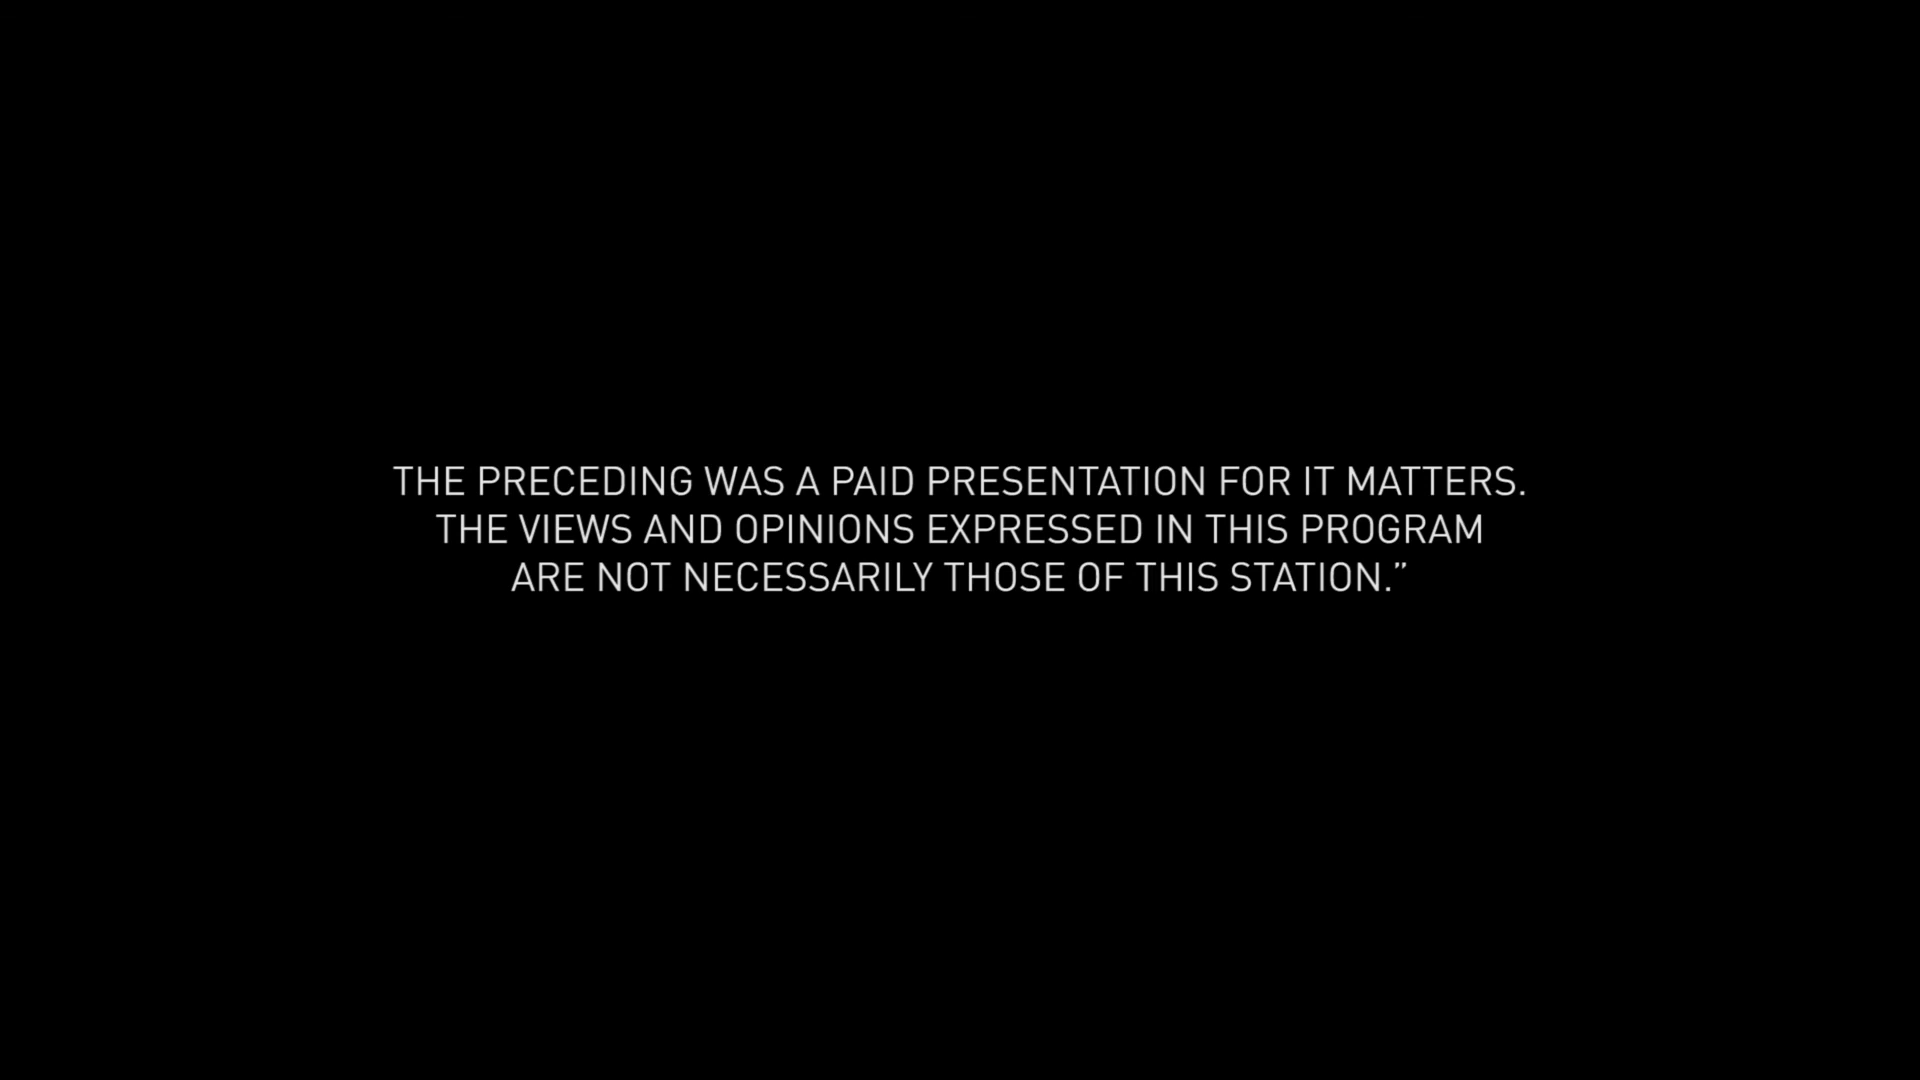 THE PRECEDING WAS A PAID PRESENTATION FOR IT MATTERS.
THE VIEWS AND OPINIONS EXPRESSED IN THIS PROGRAM
ARE NOT NECESSARILY THOSE OF THIS STATION.”